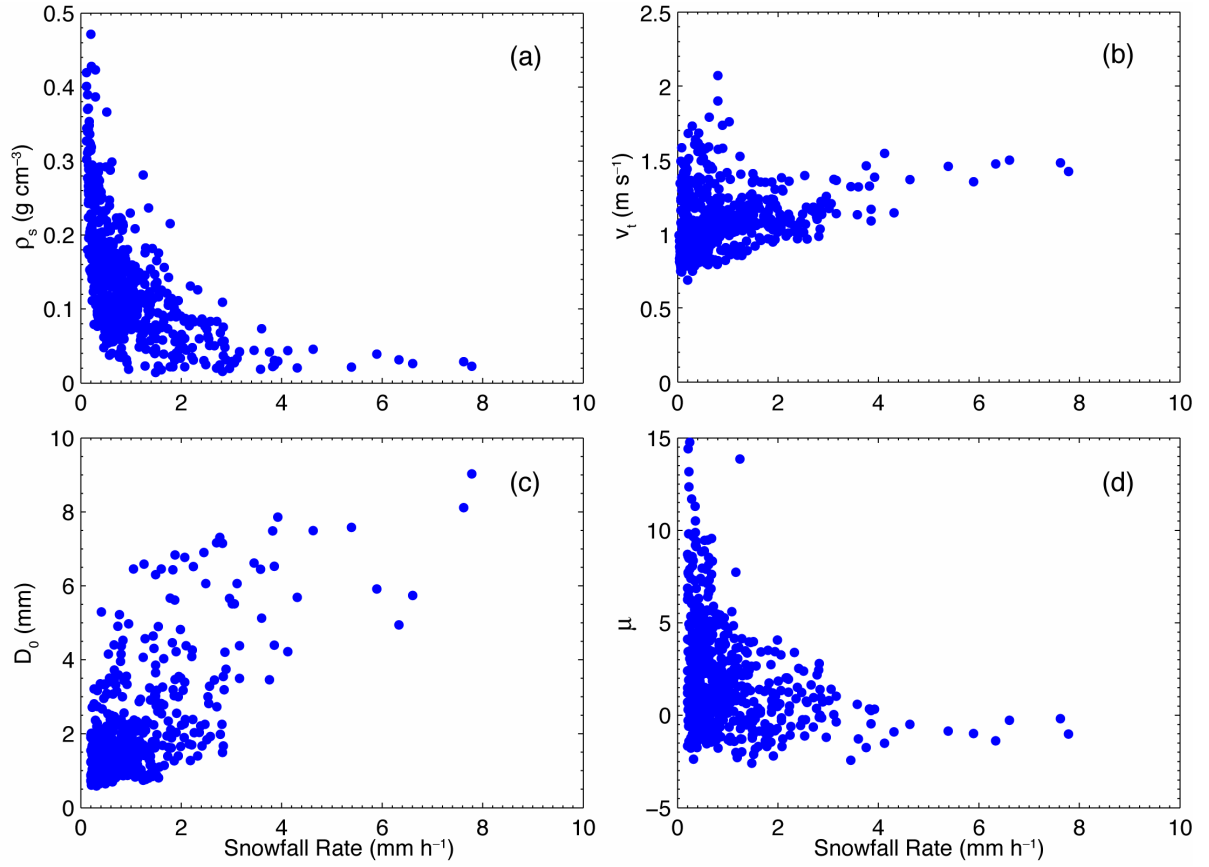 0.5
0.4
0.3
0.2
0.1
0
0 2 4 6 8 10
ρs (g cm−3)
(a)
2.5
2
1.5
1
0.5
0
0 2 4 6 8 10
vt (m s−1)
(b)
10
8
6
4
2
0
0 2 4 6 8 10
D0 (mm)
(c)
Snowfall Rate (mm h−1)
15
10
5
0
−5
0 2 4 6 8 10
μ
(d)
Snowfall Rate (mm h−1)